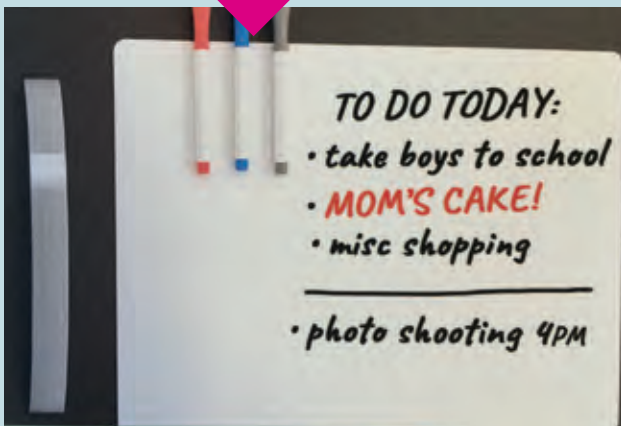 TO DO TODAY:
• take boys to school
• MOM'S CAKE!
• misc shopping
• photo shooting 4PM